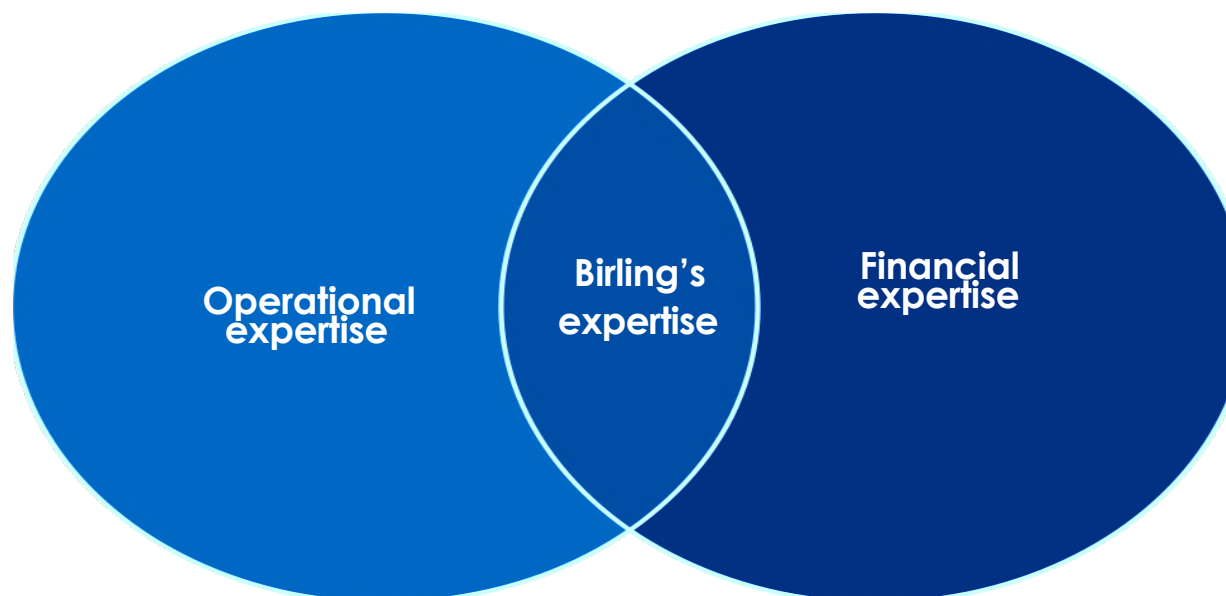 Operational
expertise
Birling’s
expertise
Financial
expertise